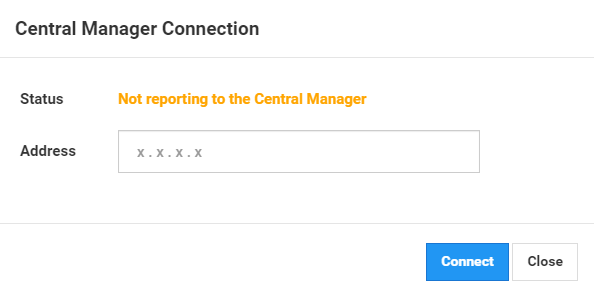 Central Manager Connection
Status Not reporting to the Central Manager
Address x . x . x . x
Connect Close